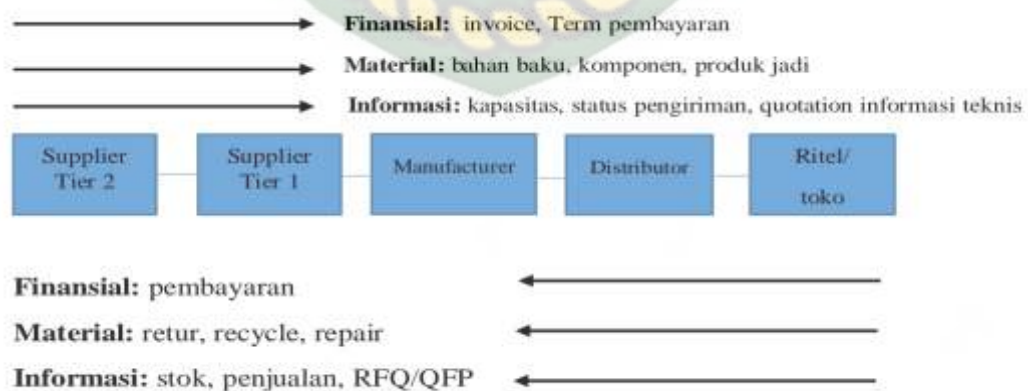 Finansial: invoice, Term pembayaran
Material: bahan baku, komponen, produk jadi
Informasi: kapasitas, status pengiriman, quotation informasi teknis
Supplier
Tier 2
Supplier
Tier 1
Manufacturer
Distributor
Ritel/
toko
Finansial: pembayaran
Material: retur, recycle, repair
Informasi: stok, penjualan, RFQ/QFP